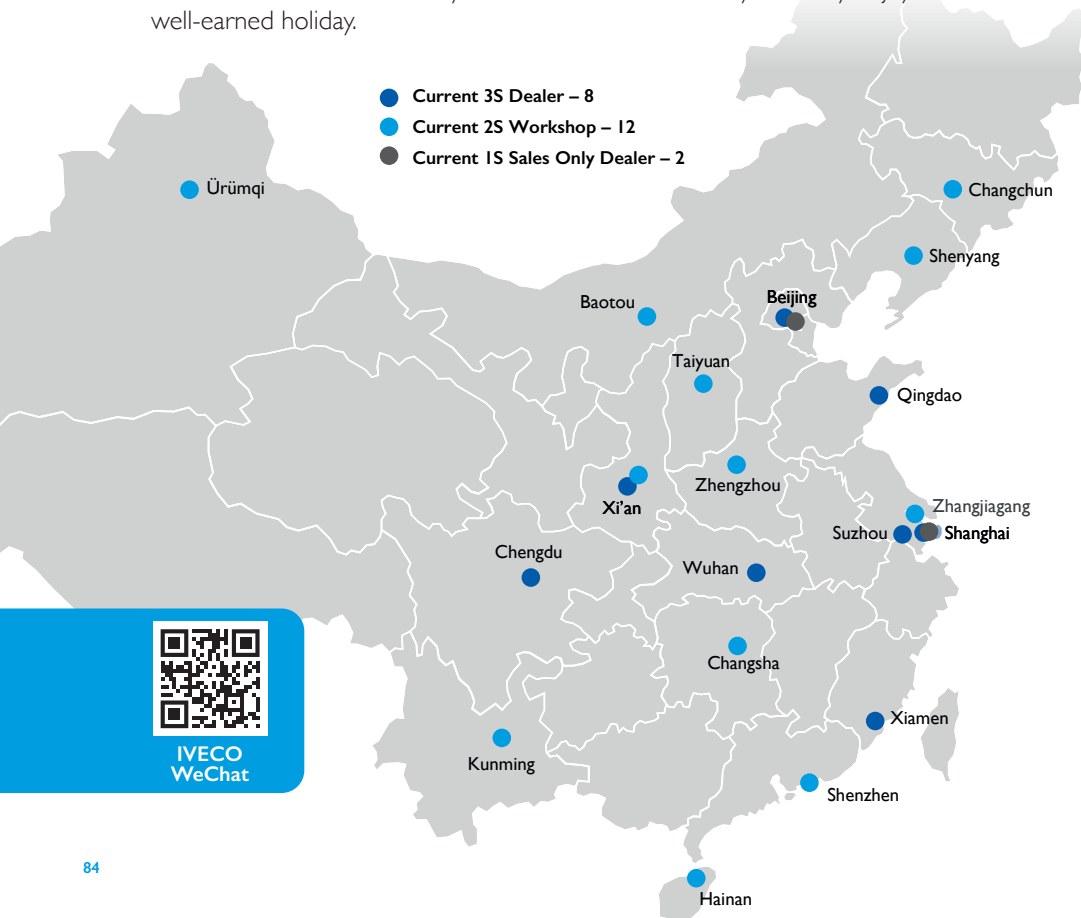 well-earned holiday.
Current 3S Dealer – 8
Current 2S Workshop – 12
Current 1S Sales Only Dealer – 2
Ürümqi
Changchun
Shenyang
Beijing
Baotou
Taiyuan
Qingdao
Zhengzhou
Xi'an
Zhangjiagang
Suzhou
Shanghai
Chengdu
Wuhan
Changsha
Xiamen
IVECO
WeChat
Kunming
Shenzhen
84
Hainan